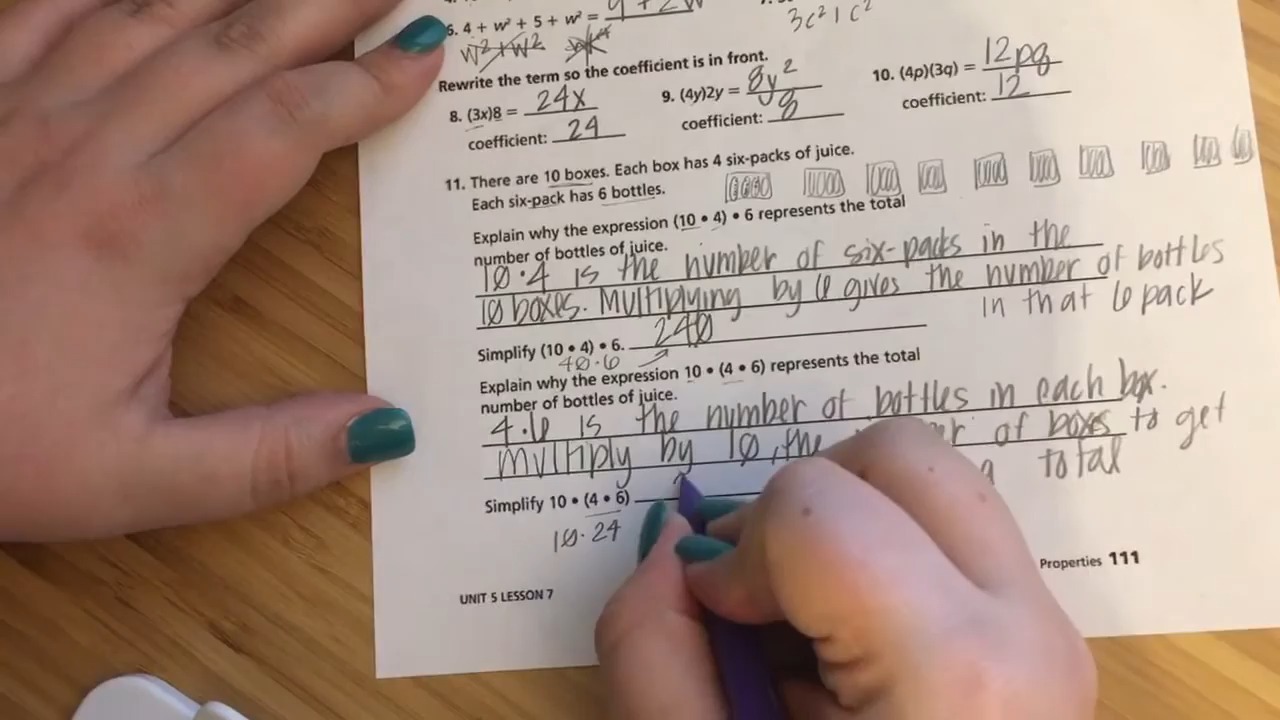 6. 4 + w² + 5 + w² = 9 + 2w
w²+w²
3c² 1 c²
Rewrite the term so the coefficient is in front.
8. (3x)8 = 24x
coefficient: 24
9. (4y)2y = 8y²
coefficient: 8
10. (4p)(3q) = 12pq
coefficient: 12
11. There are 10 boxes. Each box has 4 six-packs of juice.
Each six-pack has 6 bottles.
Explain why the expression (10 • 4) • 6 represents the total
number of bottles of juice.
10·4 is the number of six-packs in the
10 boxes. Multiplying by 6 gives the number of bottles
in that 6 pack
Simplify (10 • 4) • 6. 240
40·6
Explain why the expression 10 • (4 • 6) represents the total
number of bottles of juice.
4·6 is the number of bottles in each box.
Multiply by 10, the of boxes to get
total
Simplify 10 • (4 • 6)
10·24
UNIT 5 LESSON 7
Properties 111